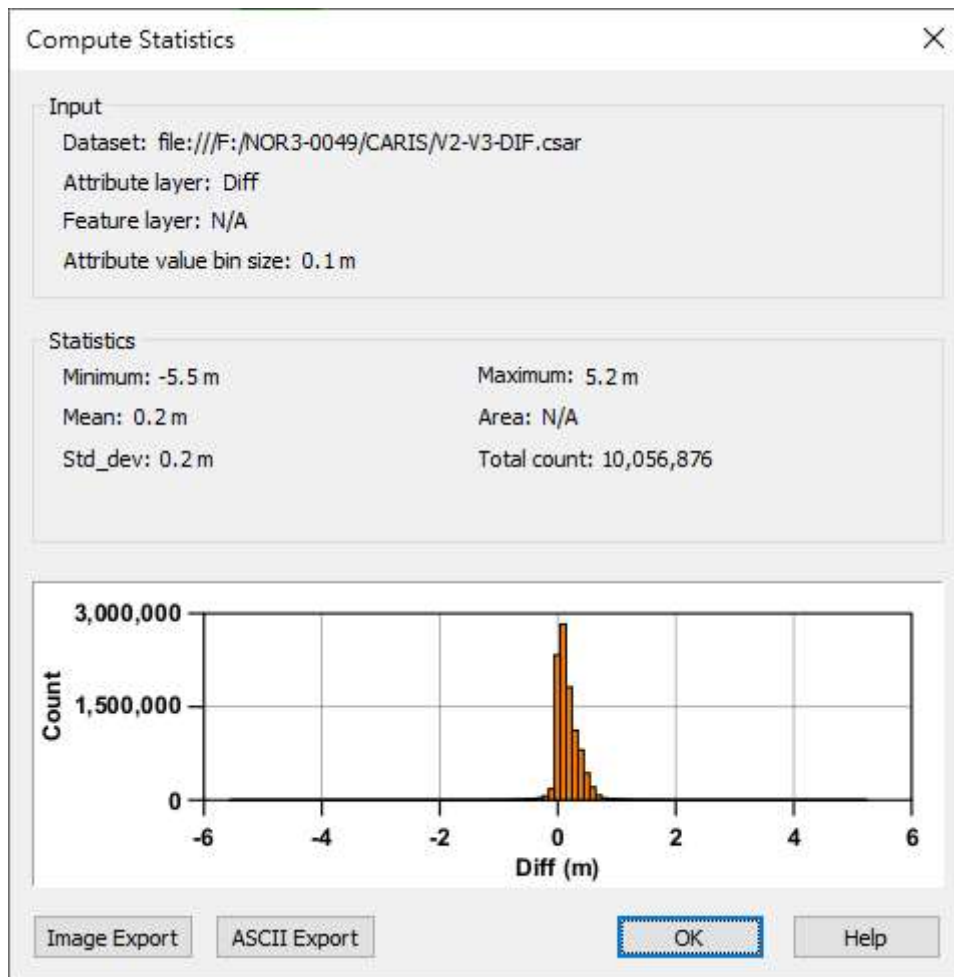 Compute Statistics
Input
Dataset: file:///F:/NOR3-0049/CARIS/V2-V3-DIF.csar
Attribute layer: Diff
Feature layer: N/A
Attribute value bin size: 0.1 m
Statistics
Minimum: -5.5 m Maximum: 5.2 m
Mean: 0.2 m Area: N/A
Std_dev: 0.2 m Total count: 10,056,876
3,000,000
Count
1,500,000
0
-6 -4 -2 0 2 4 6
Diff (m)
Image Export ASCII Export OK Help